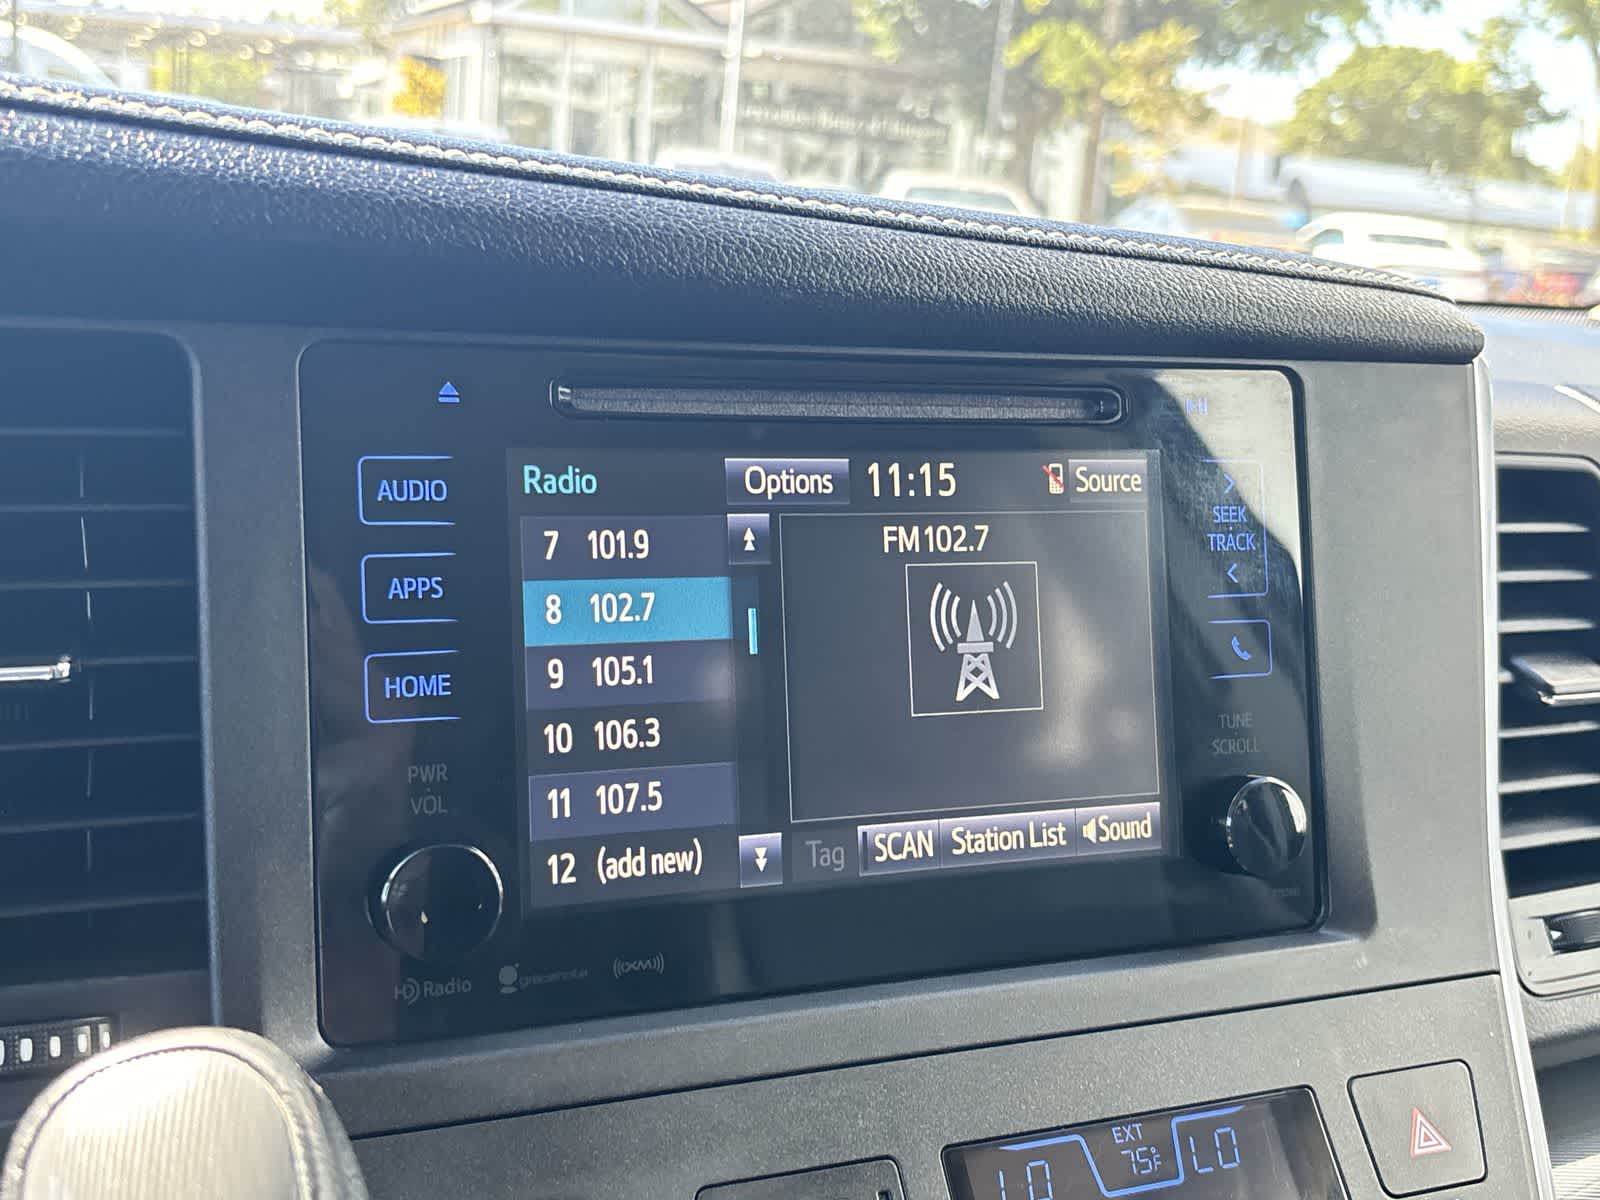 AUDIO
APPS
HOME
PWR
VOL
Radio
Options
11:15
Source
7 101.9
8 102.7
9 105.1
10 106.3
11 107.5
12 (add new)
FM 102.7
Tag
SCAN
Station List
Sound
SEEK
TRACK
TUNE
SCROLL
HD Radio
gracenote
((XM))
EXT
75°F
LO
LO